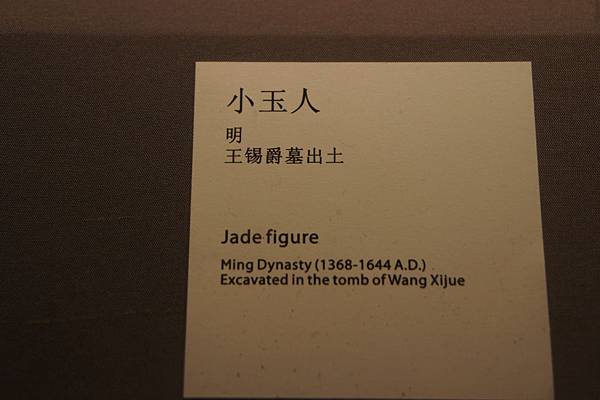 小玉人
明
王锡爵墓出土
Jade figure
Ming Dynasty (1368-1644 A.D.)
Excavated in the tomb of Wang Xijue